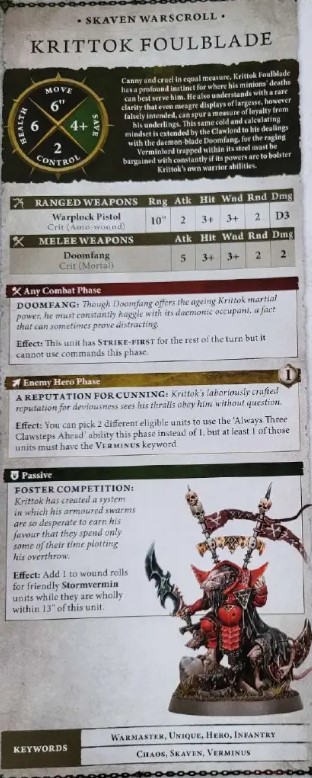 • SKAVEN WARSCROLL •
KRITTOK FOULBLADE
MOVE
6"
HEALTH
6
4+
SAVE
2
CONTROL
Canny and cruel in equal measure, Krittok Foulblade
has a profound instinct for where his minions' deaths
can best serve him. He also understands with a rare
clarity that even meagre displays of largesse, however
falsely intended, can spur a measure of loyalty from
his underlings. This same cold and calculating
mindset is extended by the Clawlord to his dealings
with the daemon-blade Doomfang, for the raging
Verminlord trapped within its steel must be
bargained with constantly if its powers are to bolster
Krittok's own warrior abilities.
RANGED WEAPONS Rng Atk Hit Wnd Rnd Dmg
Warplock Pistol 10" 2 3+ 3+ 2 D3
Crit (Auto-wound)
MELEE WEAPONS Atk Hit Wnd Rnd Dmg
Doomfang 5 3+ 3+ 2 2
Crit (Mortal)
Any Combat Phase
DOOMFANG: Though Doomfang offers the ageing Krittok martial
power, he must constantly haggle with its daemonic occupant, a fact
that can sometimes prove distracting.
Effect: This unit has STRIKE-FIRST for the rest of the turn but it
cannot use commands this phase.
Enemy Hero Phase
1
A REPUTATION FOR CUNNING: Krittok's laboriously crafted
reputation for deviousness sees his thralls obey him without question.
Effect: You can pick 2 different eligible units to use the 'Always Three
Clawsteps Ahead' ability this phase instead of 1, but at least 1 of those
units must have the VERMINUS keyword.
Passive
FOSTER COMPETITION:
Krittok has created a system
in which his armoured swarms
are so desperate to earn his
favour that they spend only
some of their time plotting
his overthrow.
Effect: Add 1 to wound rolls
for friendly Stormvermin
units while they are wholly
within 13" of this unit.
KEYWORDS
WARMASTER, UNIQUE, HERO, INFANTRY
CHAOS, SKAVEN, VERMINUS